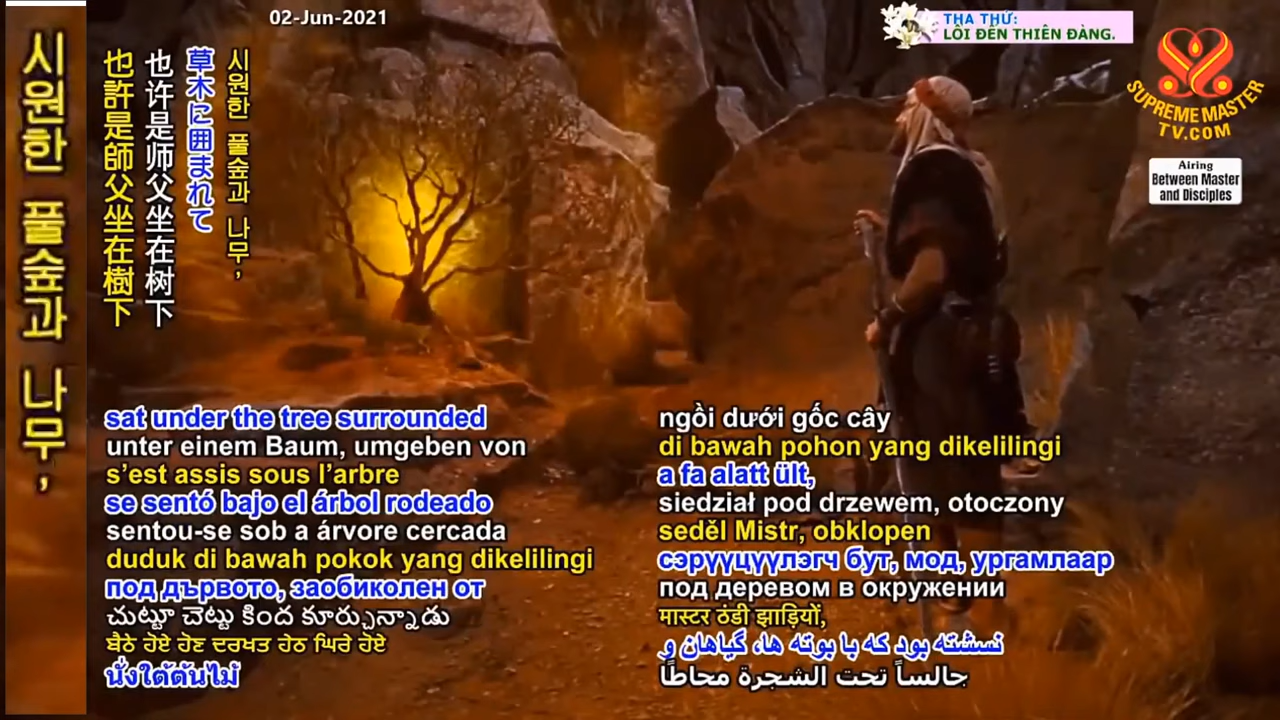 02-Jun-2021
THA THỨ:
LỐI ĐẾN THIÊN ĐÀNG.
SUPREME MASTER
TV.COM
Airing
Between Master
and Disciples
시원한 풀숲과 나무,
也許是師父坐在樹下
也许是师父坐在树下
草木に囲まれて
시원한 풀숲과 나무,
sat under the tree surrounded
unter einem Baum, umgeben von
s’est assis sous l’arbre
se sentó bajo el árbol rodeado
sentou-se sob a árvore cercada
duduk di bawah pokok yang dikelilingi
под дървото, заобиколен от
చుట్టూ చెట్టు కింద కూర్చున్నాడు
ਬੈਠੇ ਹੋਏ ਹੋਣ ਦਰਖਤ ਹੇਠ ਘਿਰੇ ਹੋਏ
นั่งใต้ต้นไม้
ngồi dưới gốc cây
di bawah pohon yang dikelilingi
a fa alatt ült,
siedział pod drzewem, otoczony
seděl Mistr, obklopen
сэрүүцүүлэгч бут, мод, ургамлаар
под деревом в окружении
मास्टर ठंडी झाड़ियों,
نشسته بود که با بوته ها، گیاهان و
جالساً تحت الشجرة محاطًا